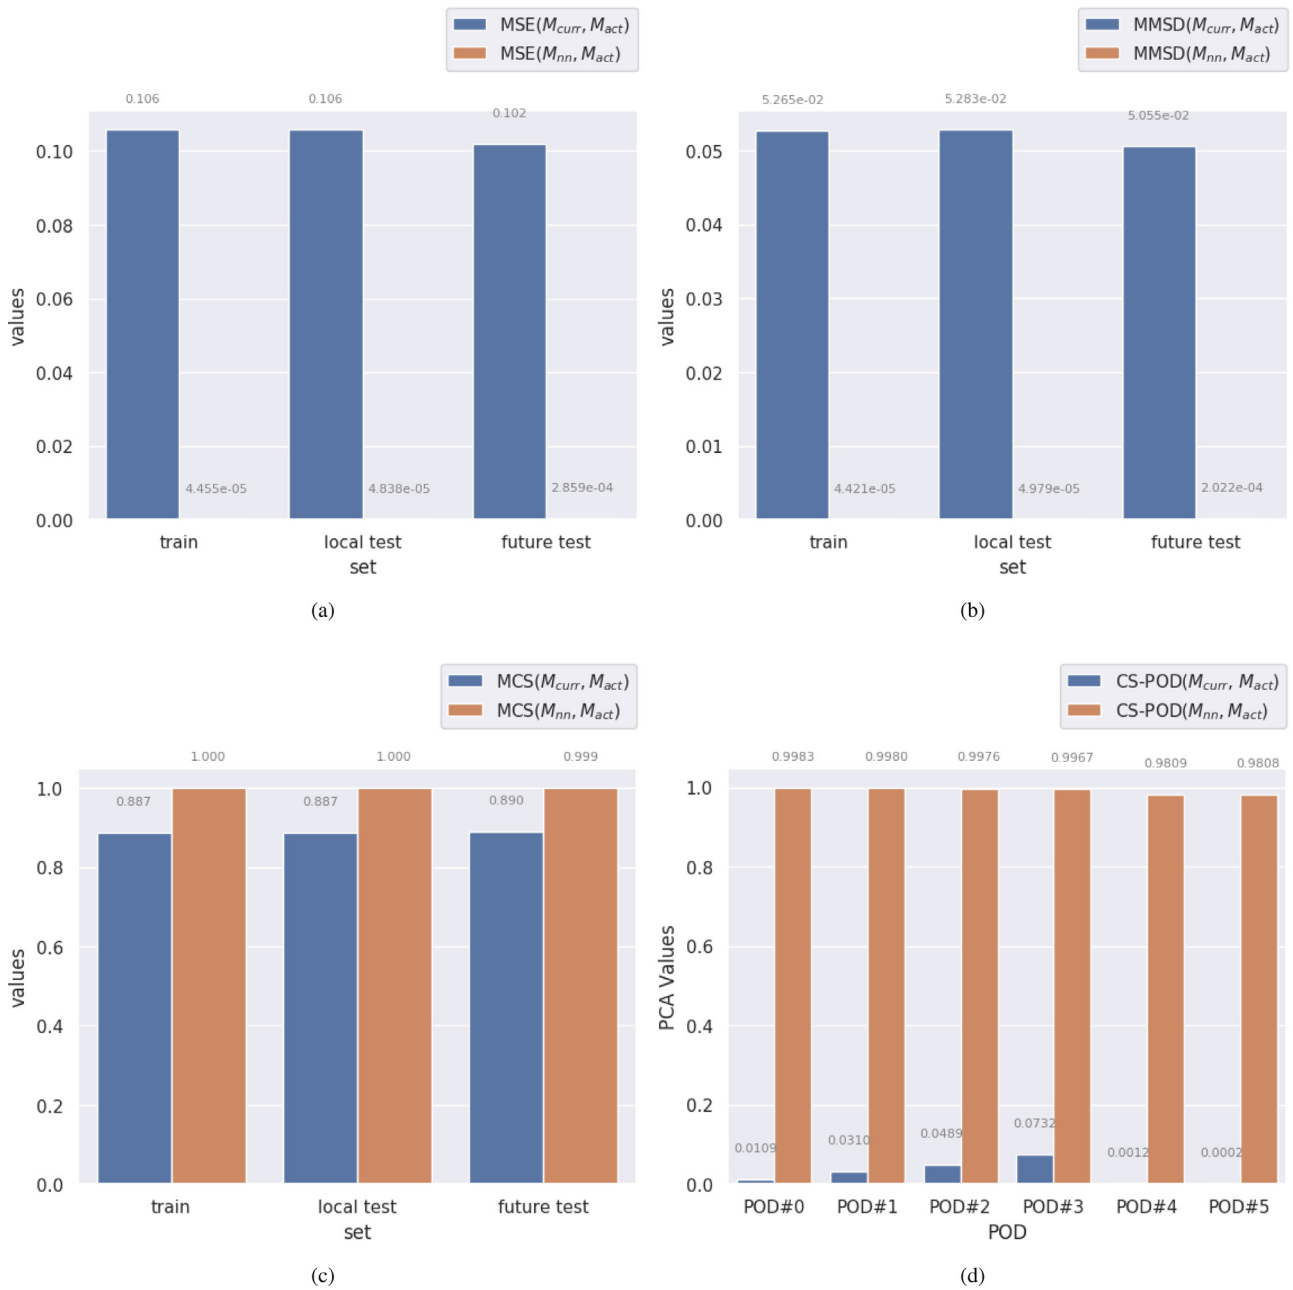 MSE(M_curr, M_act)
MSE(M_nn, M_act)
0.106
0.106
0.102
0.10
0.08
0.06
0.04
0.02
0.00
values
4.455e-05
4.838e-05
2.859e-04
train
local test
future test
set
(a)
MMSD(M_curr, M_act)
MMSD(M_nn, M_act)
5.265e-02
5.283e-02
5.055e-02
0.05
0.04
0.03
0.02
0.01
0.00
values
4.421e-05
4.979e-05
2.022e-04
train
local test
future test
set
(b)
MCS(M_curr, M_act)
MCS(M_nn, M_act)
1.000
1.000
0.999
0.887
0.887
0.890
1.0
0.8
0.6
0.4
0.2
0.0
values
train
local test
future test
set
(c)
CS-POD(M_curr, M_act)
CS-POD(M_nn, M_act)
0.9983
0.9980
0.9976
0.9967
0.9809
0.9808
1.0
0.8
0.6
0.4
0.2
0.0
PCA Values
0.0109
0.0310
0.0489
0.0732
0.0012
0.0002
POD#0
POD#1
POD#2
POD#3
POD#4
POD#5
POD
(d)